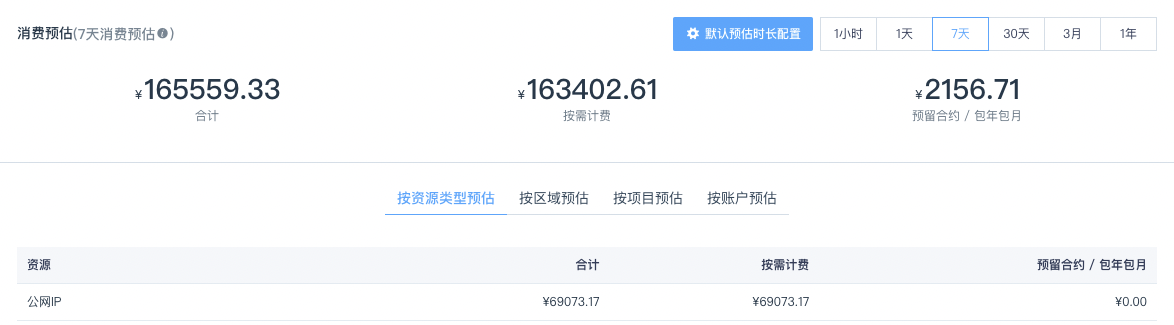 消费预估(7天消费预估)
默认预估时长配置 1小时 1天 7天 30天 3月 1年
¥165559.33 ¥163402.61 ¥2156.71
合计 按需计费 预留合约 / 包年包月
按资源类型预估 按区域预估 按项目预估 按账户预估
资源 合计 按需计费 预留合约 / 包年包月
公网IP ¥69073.17 ¥69073.17 ¥0.00